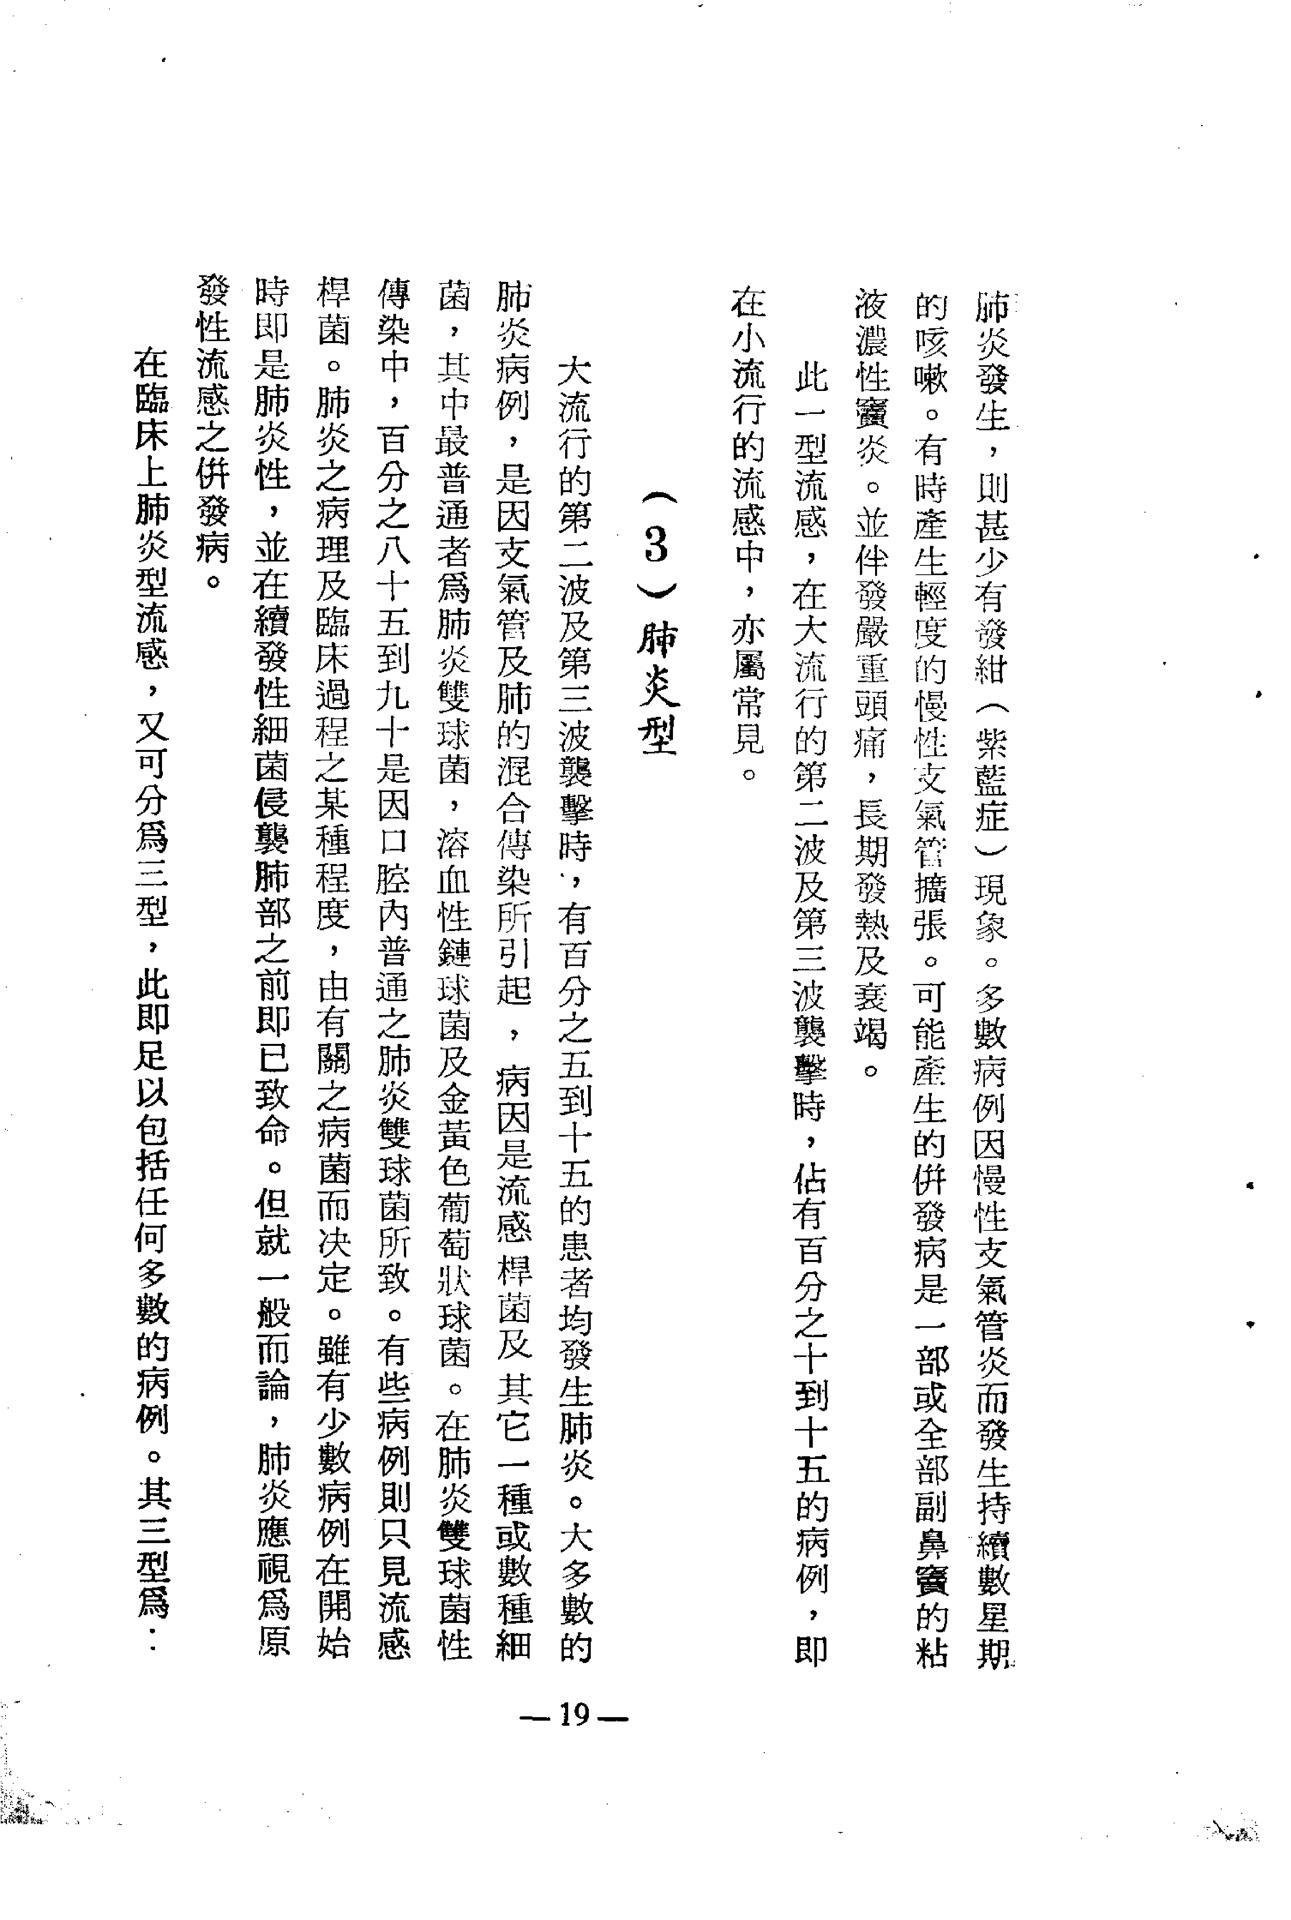 肺炎發生，則甚少有發紺（紫藍症）現象。多數病例因慢性支氣管炎而發生持續數星期
的咳嗽。有時產生輕度的慢性支氣管擴張。可能產生的併發病是一部或全部副鼻竇的粘
液濃性竇炎。並伴發嚴重頭痛，長期發熱及衰竭。
此一型流感，在大流行的第二波及第三波襲擊時，佔有百分之十到十五的病例，即
在小流行的流感中，亦屬常見。
（3）肺炎型
大流行的第二波及第三波襲擊時，有百分之五到十五的患者均發生肺炎。大多數的
肺炎病例，是因支氣管及肺的混合傳染所引起，病因是流感桿菌及其它一種或數種細
菌，其中最普通者爲肺炎雙球菌，溶血性鏈球菌及金黃色葡萄狀球菌。在肺炎雙球菌性
傳染中，百分之八十五到九十是因口腔內普通之肺炎雙球菌所致。有些病例則只見流感
桿菌。肺炎之病理及臨床過程之某種程度，由有關之病菌而决定。雖有少數病例在開始
時即是肺炎性，並在續發性細菌侵襲肺部之前即已致命。但就一般而論，肺炎應視爲原
發性流感之併發病。
在臨床上肺炎型流感，又可分爲三型，此即足以包括任何多數的病例。其三型爲：
—19—